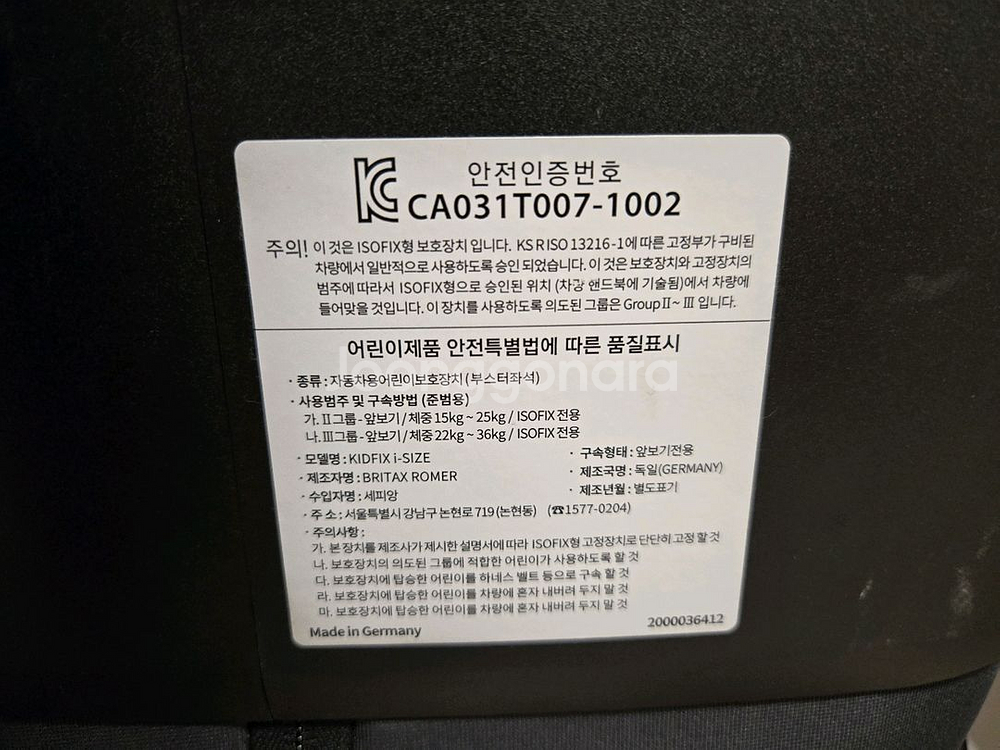 KC 안전인증번호
CA031T007-1002
주의! 이 것은 ISOFIX형 보호장치 입니다. KS R ISO 13216-1에 따른 고정부가 구비된
차량에서 일반적으로 사용하도록 승인 되었습니다. 이 것은 보호장치와 고정장치의
범주에 따라서 ISOFIX형으로 승인된 위치 (차량 핸드북에 기술됨)에서 차량에
들어맞을 것입니다. 이 장치를 사용하도록 의도된 그룹은 Group Ⅱ~ Ⅲ 입니다.
어린이제품 안전특별법에 따른 품질표시
joonggonara
· 종류 : 자동차용어린이보호장치 (부스터좌석)
· 사용범주 및 구속방법 (준범용)
가. Ⅱ그룹 - 앞보기 / 체중 15kg ~ 25kg / ISOFIX 전용
나. Ⅲ그룹 - 앞보기 / 체중 22kg ~ 36kg / ISOFIX 전용
· 모델명 : KIDFIX i-SIZE · 구속형태 : 앞보기전용
· 제조자명 : BRITAX ROMER · 제조국명 : 독일(GERMANY)
· 수입자명 : 세피앙 · 제조년월 : 별도표기
· 주 소 : 서울특별시 강남구 논현로 719 (논현동) (☎1577-0204)
· 주의사항 :
가. 본 장치를 제조사가 제시한 설명서에 따라 ISOFIX형 고정장치로 단단히 고정 할 것
나. 보호장치의 의도된 그룹에 적합한 어린이가 사용하도록 할 것
다. 보호장치에 탑승한 어린이를 하네스 벨트 등으로 구속 할 것
라. 보호장치에 탑승한 어린이를 차량에 혼자 내버려 두지 말 것
마. 보호장치에 탑승한 어린이를 차량에 혼자 내버려 두지 말 것
Made in Germany 2000036412